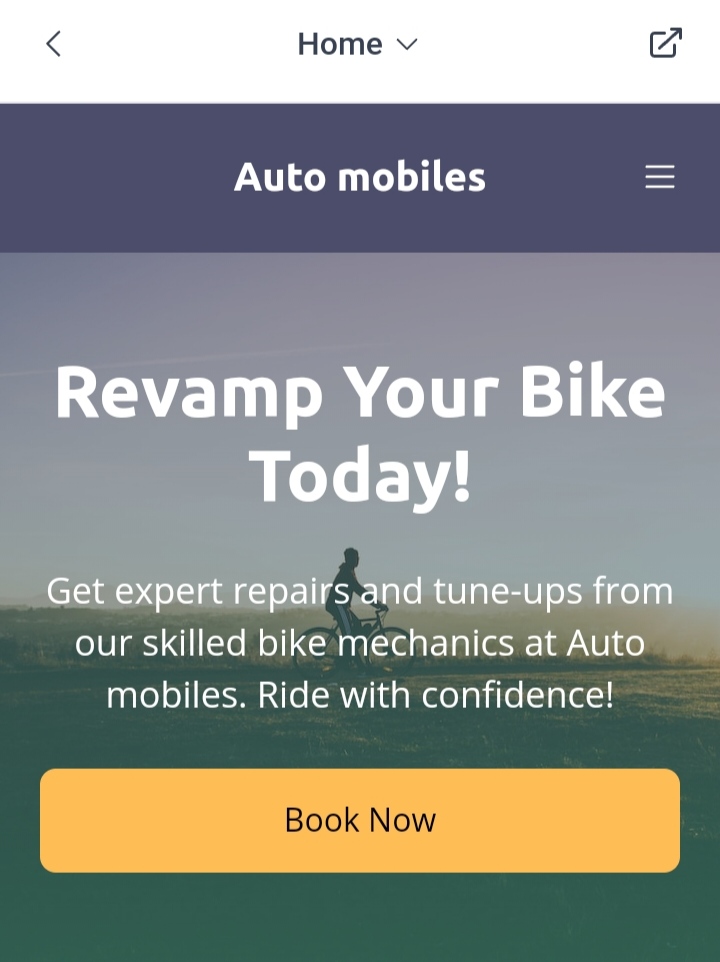 Home
Auto mobiles
Revamp Your Bike
Today!
Get expert repairs and tune-ups from
our skilled bike mechanics at Auto
mobiles. Ride with confidence!
Book Now